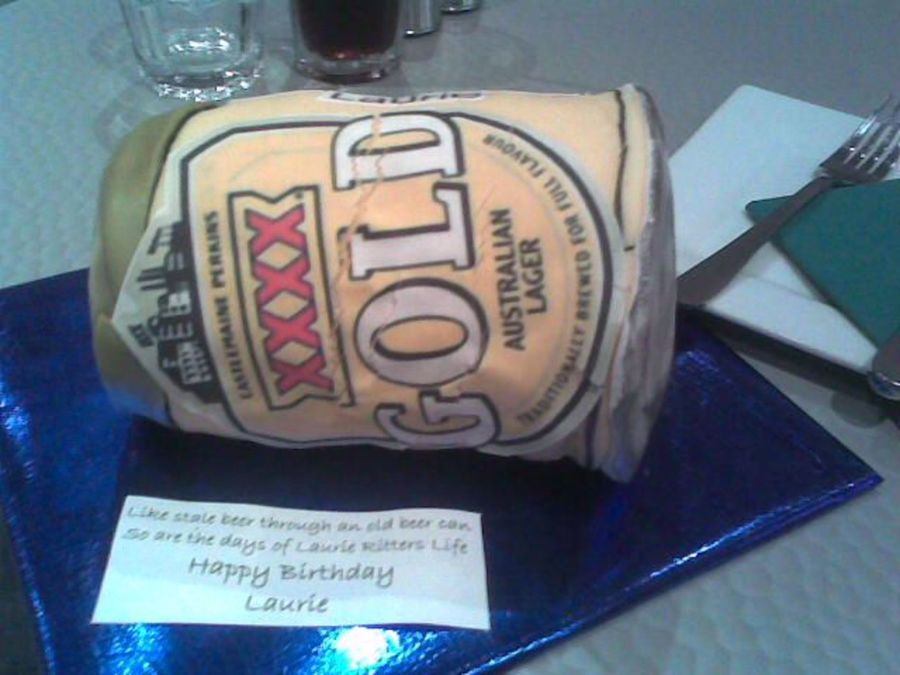 Laurie
CASTLEMAINE PERKINS
XXXX
GOLD
AUSTRALIAN
LAGER
TRADITIONALLY BREWED FOR FULL FLAVOUR
Like stale beer through an old beer can
So are the days of Laurie Ritters Life
Happy Birthday
Laurie